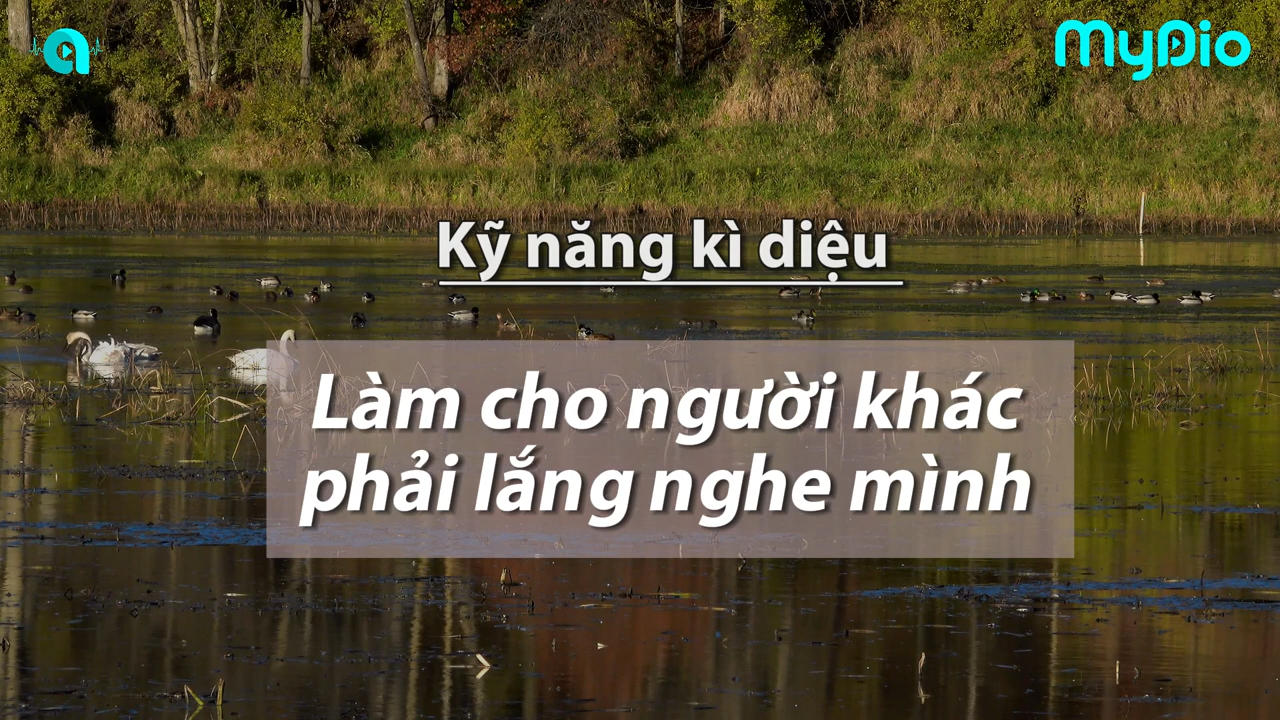 MyDio
Kỹ năng kì diệu
Làm cho người khác
phải lắng nghe mình